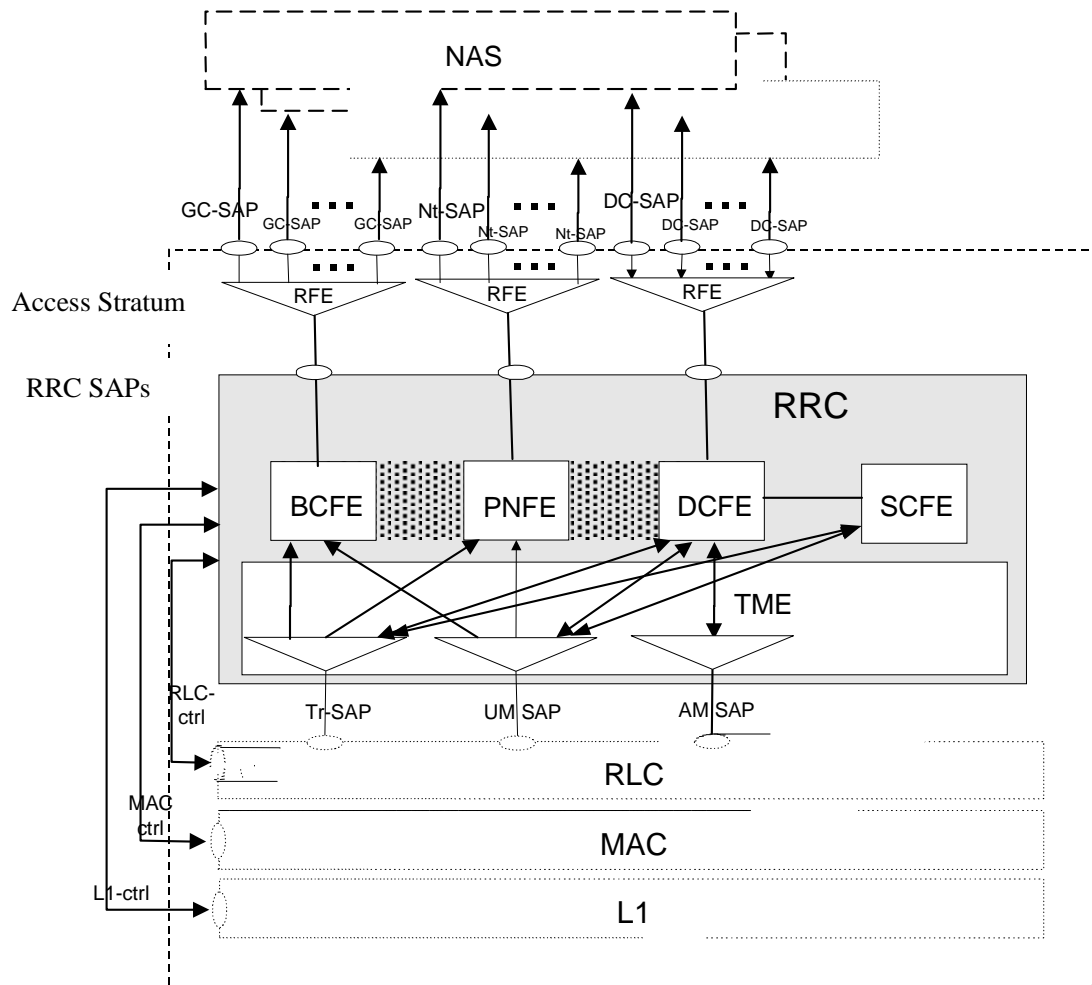 NAS
GC-SAP
GC-SAP
GC-SAP
Nt-SAP
Nt-SAP
Nt-SAP
DC-SAP
DC-SAP
DC-SAP
RFE
RFE
RFE
Access Stratum
RRC SAPs
RRC
BCFE
PNFE
DCFE
SCFE
TME
RLC-
ctrl
Tr-SAP
UM SAP
AM SAP
RLC
MAC
ctrl
MAC
L1-ctrl
L1